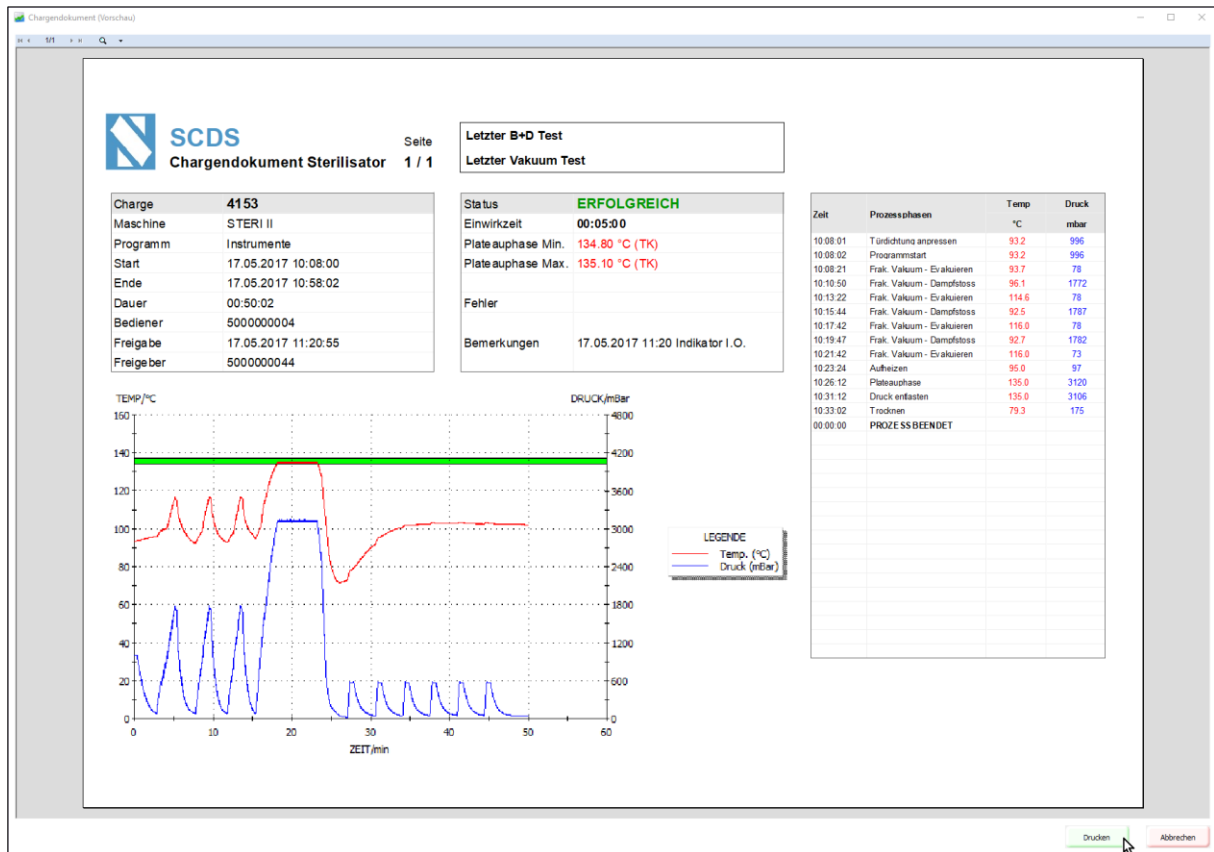 Chargendokument (Vorschau)
1/1
SCDS
Chargendokument Sterilisator
Seite
1 / 1
Letzter B+D Test
Letzter Vakuum Test
Charge 4153
Maschine STERI II
Programm Instrumente
Start 17.05.2017 10:08:00
Ende 17.05.2017 10:58:02
Dauer 00:50:02
Bediener 5000000004
Freigabe 17.05.2017 11:20:55
Freigeber 5000000044
Status ERFOLGREICH
Einwirkzeit 00:05:00
Plateauphase Min. 134.80 °C (TK)
Plateauphase Max. 135.10 °C (TK)
Fehler
Bemerkungen 17.05.2017 11:20 Indikator I.O.
Zeit Prozessphasen Temp Druck
°C mbar
10:08:01 Türdichtung anpressen 93.2 996
10:08:02 Programmstart 93.2 996
10:08:21 Frak. Vakuum - Evakuieren 93.7 78
10:10:50 Frak. Vakuum - Dampfstoss 96.1 1772
10:13:22 Frak. Vakuum - Evakuieren 114.6 78
10:15:44 Frak. Vakuum - Dampfstoss 92.5 1787
10:17:42 Frak. Vakuum - Evakuieren 116.0 78
10:19:47 Frak. Vakuum - Dampfstoss 92.7 1782
10:21:42 Frak. Vakuum - Evakuieren 116.0 73
10:23:24 Aufheizen 95.0 97
10:26:12 Plateauphase 135.0 3120
10:31:12 Druck entlasten 135.0 3106
10:33:02 Trocknen 79.3 175
00:00:00 PROZESS BEENDET
TEMP/°C DRUCK/mBar
160 4800
140 4200
120 3600
100 3000
80 2400
60 1800
40 1200
20 600
0 0
0 10 20 30 40 50 60
ZEIT/min
LEGENDE
Temp. (°C)
Druck (mBar)
Drucken
Abbrechen